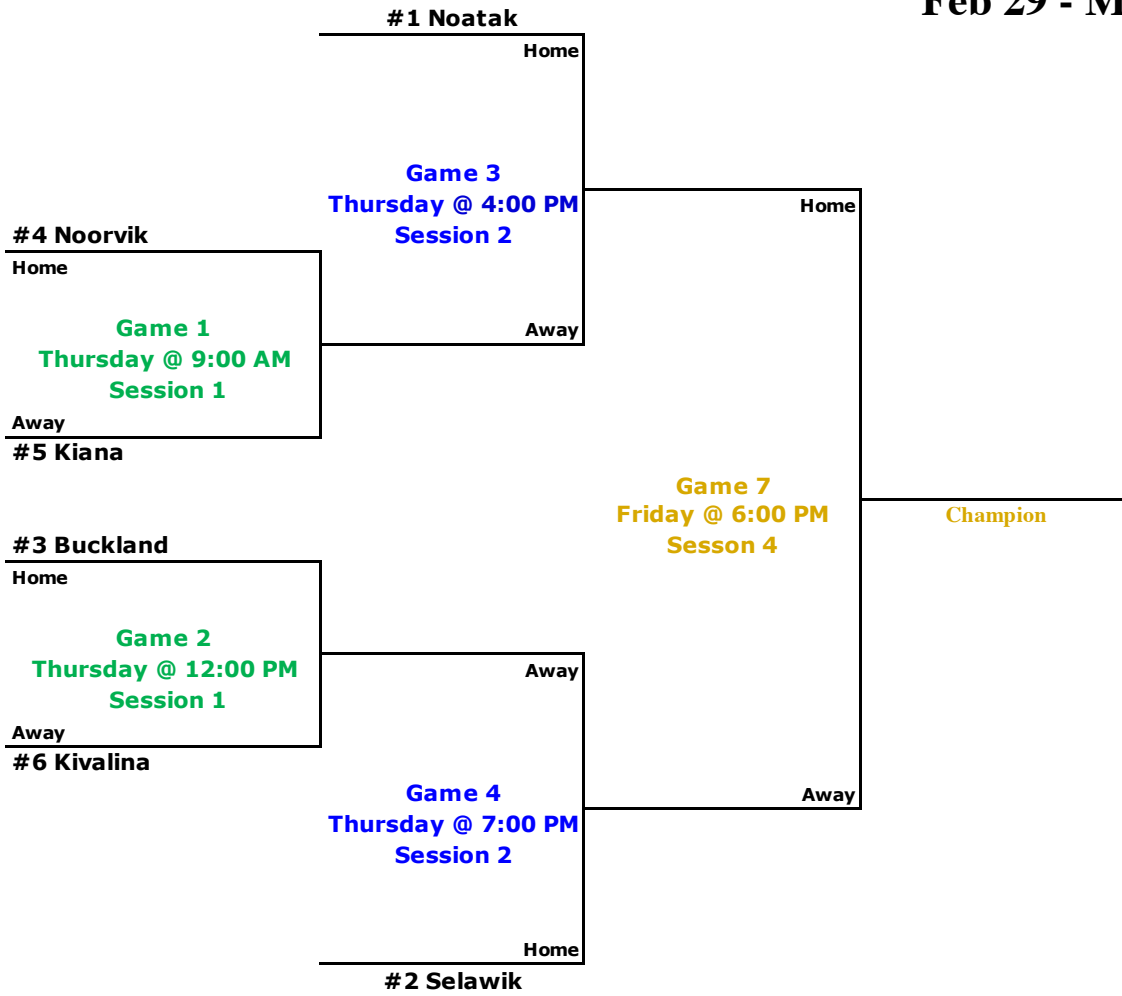 Feb 29 - M
#1 Noatak
Home
Game 3
Thursday @ 4:00 PM
Session 2
Home
#4 Noorvik
Home
Game 1
Thursday @ 9:00 AM
Session 1
Away
Away
#5 Kiana
Game 7
Friday @ 6:00 PM
Sesson 4
Champion
#3 Buckland
Home
Game 2
Thursday @ 12:00 PM
Session 1
Away
Away
#6 Kivalina
Game 4
Thursday @ 7:00 PM
Session 2
Away
Home
#2 Selawik